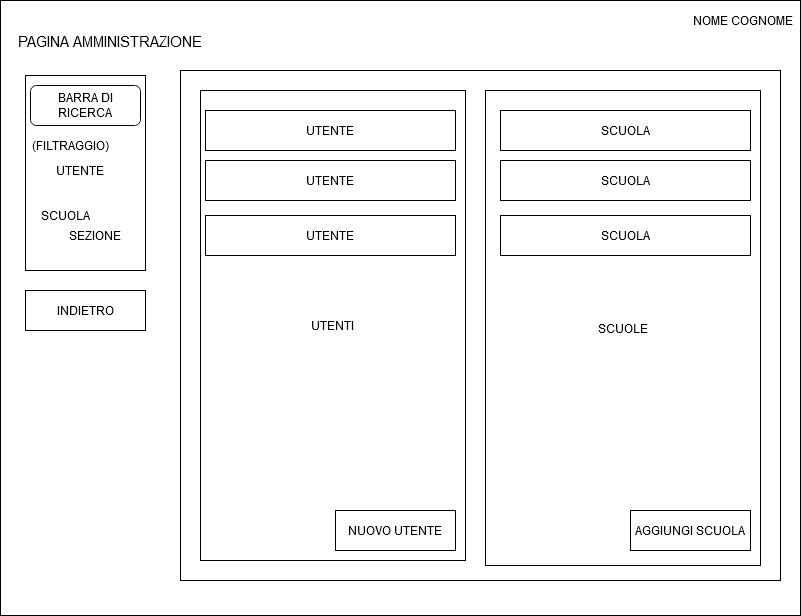 NOME COGNOME
PAGINA AMMINISTRAZIONE
BARRA DI
RICERCA
(FILTRAGGIO)
UTENTE
SCUOLA
SEZIONE
INDIETRO
UTENTE
UTENTE
UTENTE
UTENTI
NUOVO UTENTE
SCUOLA
SCUOLA
SCUOLA
SCUOLE
AGGIUNGI SCUOLA